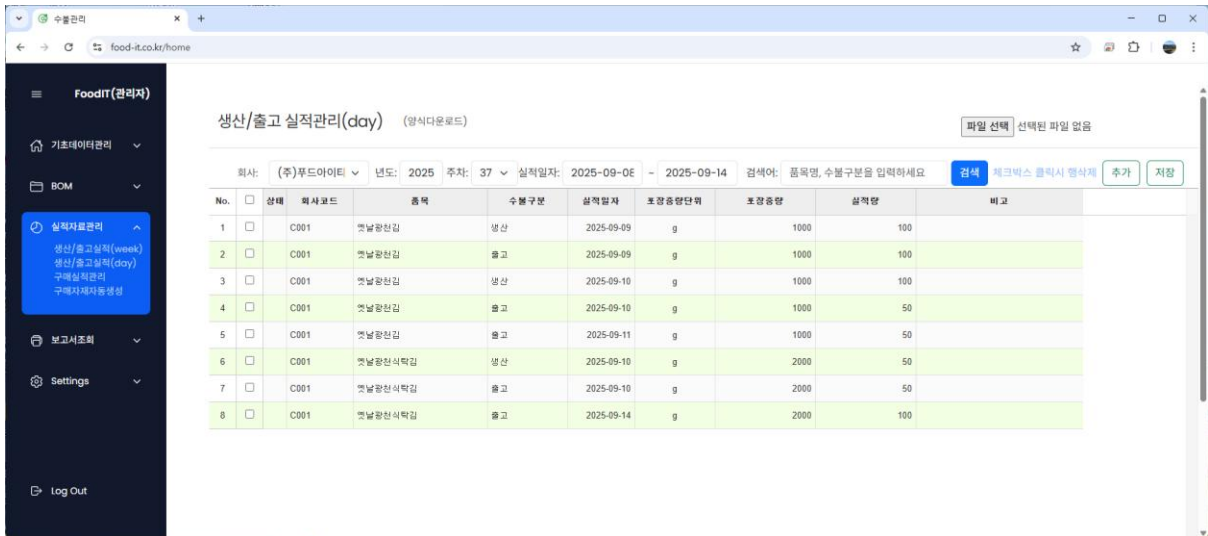 수불관리
food-it.co.kr/home
FoodIT(관리자)
기초데이터관리
BOM
실적자료관리
생산/출고실적(week)
생산/출고실적(day)
구매실적관리
구매자재자동생성
보고서조회
Settings
Log Out
생산/출고 실적관리(day) (양식다운로드)
파일 선택 선택된 파일 없음
회사: (주)푸드아이티 년도: 2025 주차: 37 실적일자: 2025-09-08 ~ 2025-09-14 검색어: 품목명, 수불구분을 입력하세요 검색 체크박스 클릭시 행삭제 추가 저장
No. 상태 회사코드 품목 수불구분 실적일자 포장중량단위 포장중량 실적량 비고
1 C001 옛날광천김 생산 2025-09-09 g 1000 100
2 C001 옛날광천김 출고 2025-09-09 g 1000 100
3 C001 옛날광천김 생산 2025-09-10 g 1000 100
4 C001 옛날광천김 출고 2025-09-10 g 1000 50
5 C001 옛날광천김 출고 2025-09-11 g 1000 50
6 C001 옛날광천식탁김 생산 2025-09-10 g 2000 50
7 C001 옛날광천식탁김 출고 2025-09-10 g 2000 50
8 C001 옛날광천식탁김 출고 2025-09-14 g 2000 100